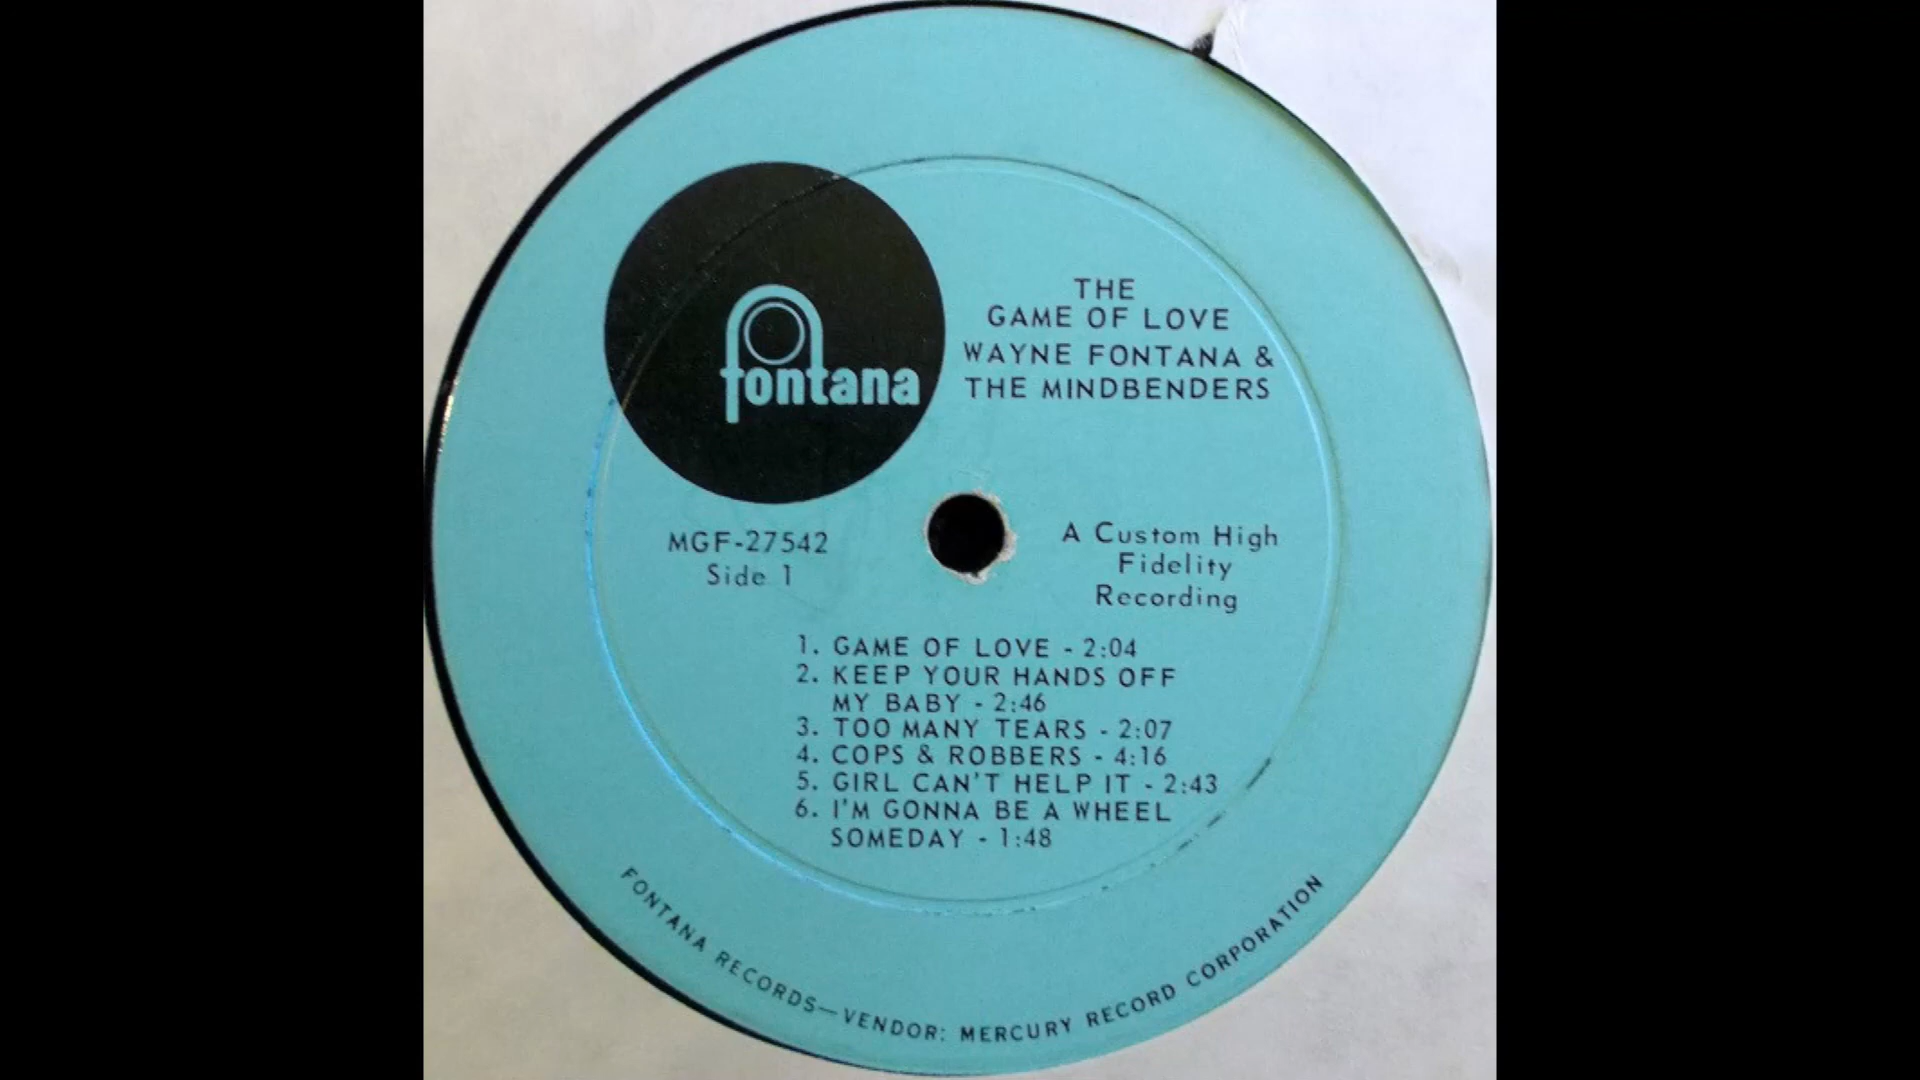 fontana
THE
GAME OF LOVE
WAYNE FONTANA &
THE MINDBENDERS
MGF-27542
Side 1
A Custom High
Fidelity
Recording
1. GAME OF LOVE - 2:04
2. KEEP YOUR HANDS OFF
MY BABY - 2:46
3. TOO MANY TEARS - 2:07
4. COPS & ROBBERS - 4:16
5. GIRL CAN'T HELP IT - 2:43
6. I'M GONNA BE A WHEEL
SOMEDAY - 1:48
FONTANA RECORDS—VENDOR: MERCURY RECORD CORPORATION